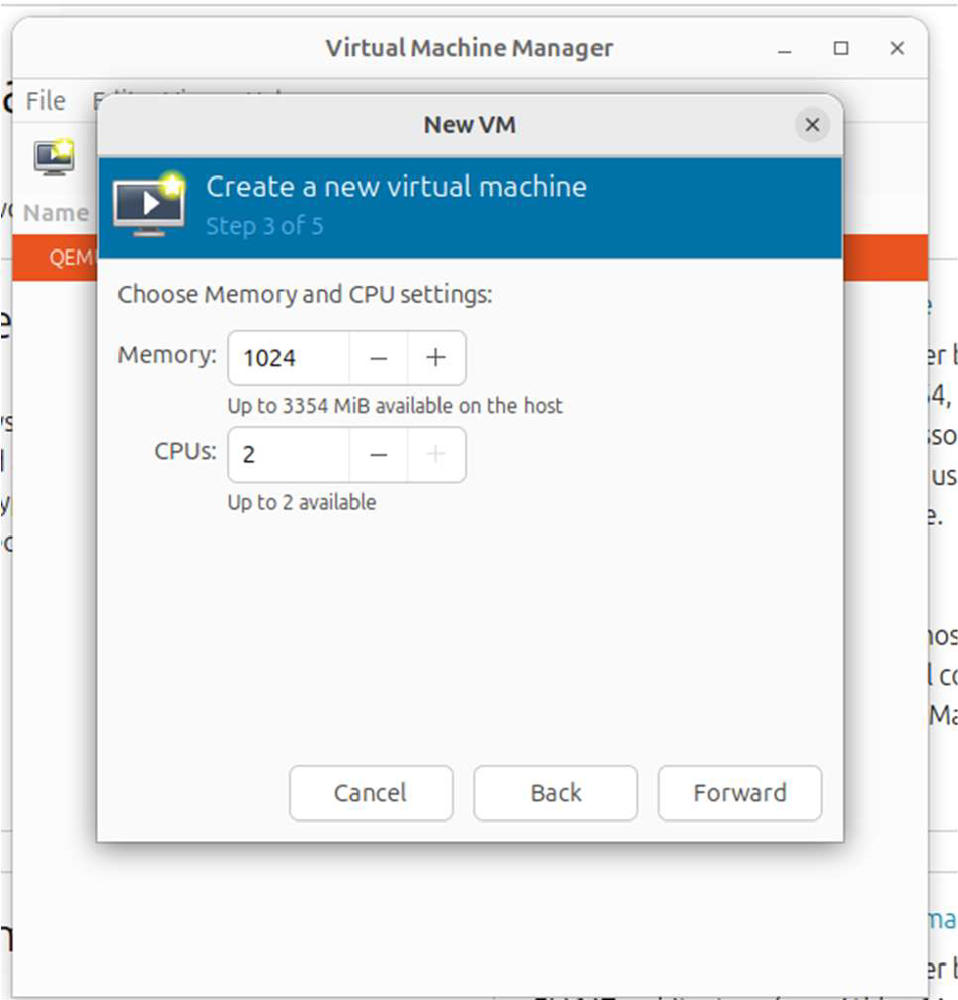 Virtual Machine Manager
File
New VM
Create a new virtual machine
Name
Step 3 of 5
QEM
Choose Memory and CPU settings:
Memory: 1024 − +
Up to 3354 MiB available on the host
CPUs: 2 − +
Up to 2 available
Cancel Back Forward